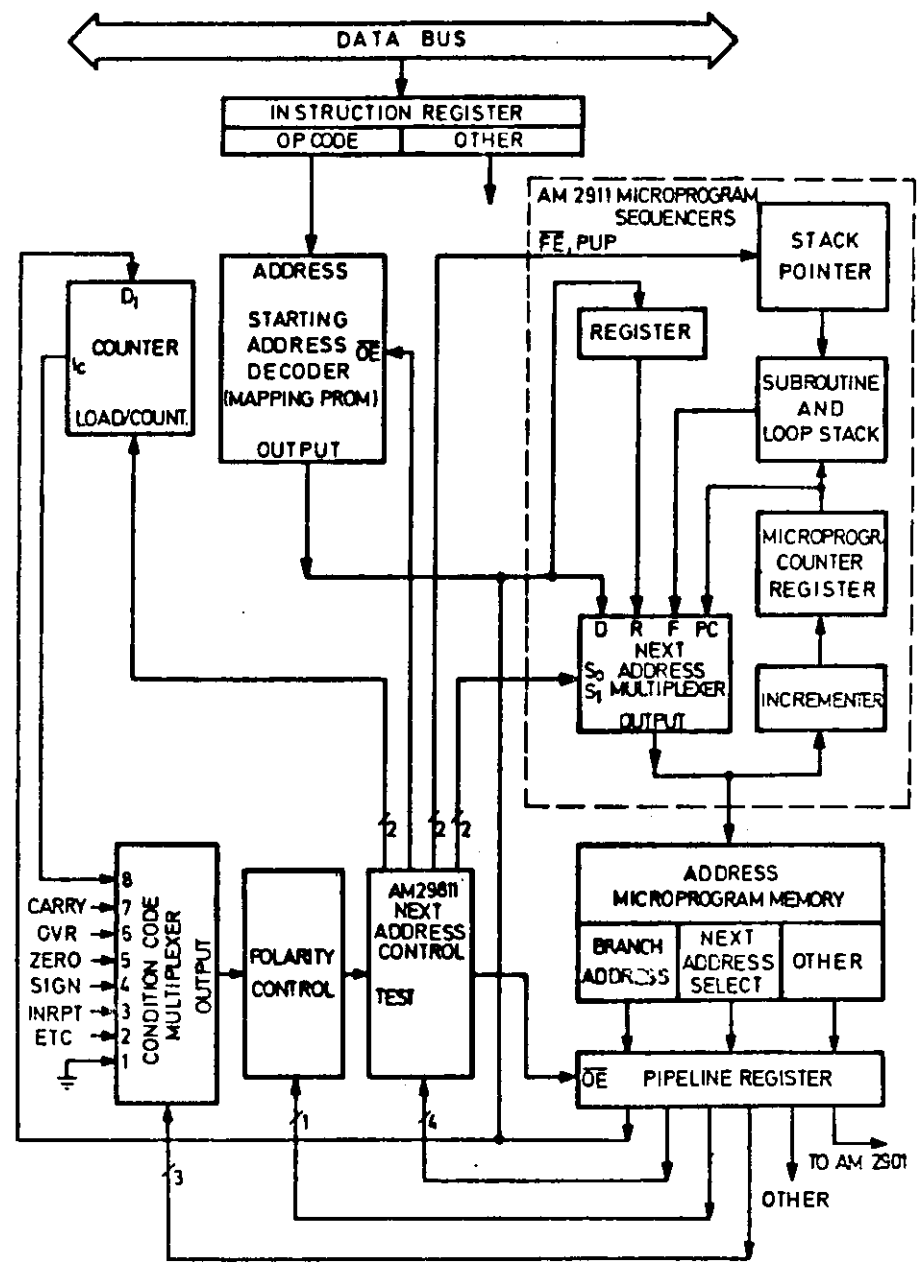 DATA BUS
INSTRUCTION REGISTER
OPCODE
OTHER
AM 2911 MICROPROGRAM
SEQUENCERS
FE, PUP
STACK
POINTER
ADDRESS
STARTING
ADDRESS
DECODER
(MAPPING PROM)
OE
OUTPUT
D1
COUNTER
IC
LOAD/COUNT.
REGISTER
SUBROUTINE
AND
LOOP STACK
MICROPROGR.
COUNTER
REGISTER
D R F PC
NEXT
ADDRESS
MULTIPLEXER
S0
S1
OUTPUT
INCREMENTER
2
2
2
8
CARRY 7
OVR 6
ZERO 5
SIGN 4
INRPT 3
ETC 2
1
CONDITION CODE
MULTIPLEXER
OUTPUT
POLARITY
CONTROL
AM29811
NEXT
ADDRESS
CONTROL
TEST
ADDRESS
MICROPROGRAM MEMORY
BRANCH
ADDRESS
NEXT
ADDRESS
SELECT
OTHER
OE PIPELINE REGISTER
3
1
4
TO AM 2901
OTHER